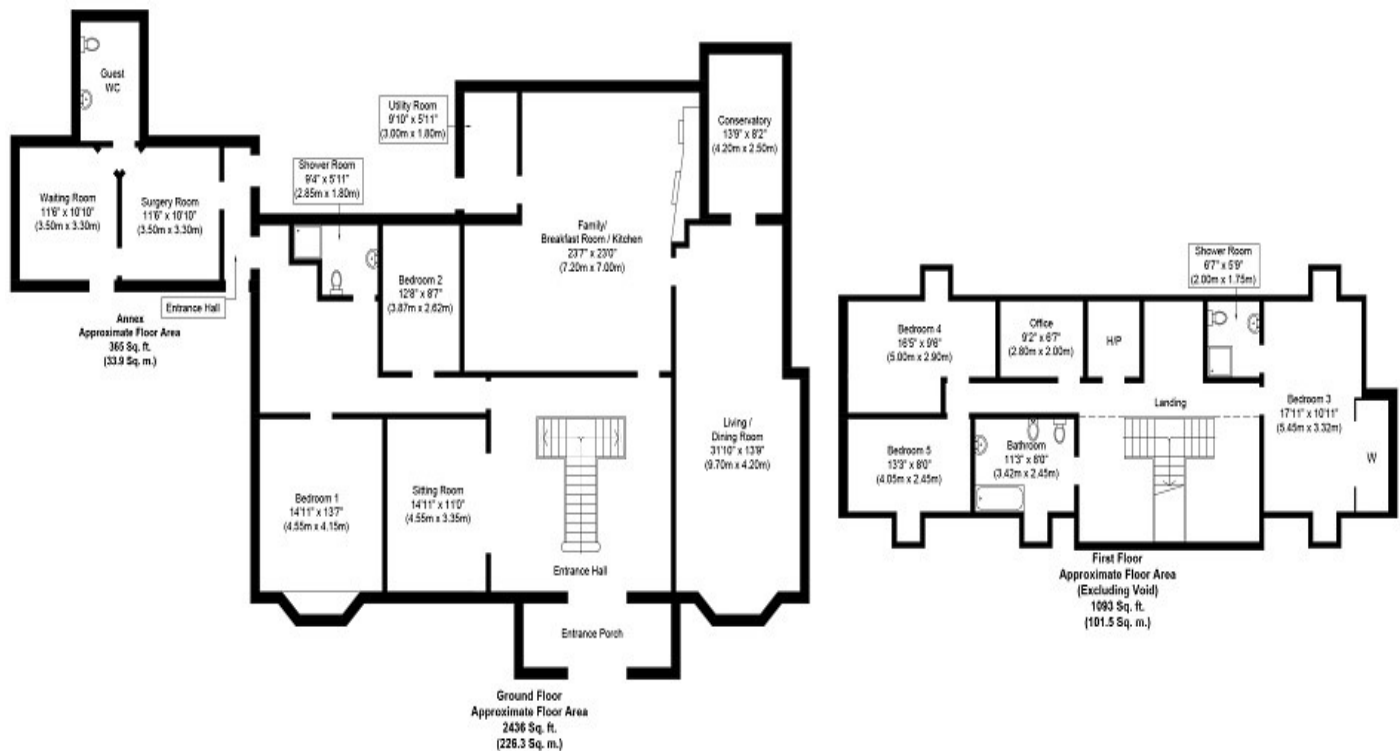 Guest
WC
Waiting Room
11'6" x 10'10"
(3.50m x 3.30m)
Surgery Room
11'6" x 10'10"
(3.50m x 3.30m)
Entrance Hall
Annex
Approximate Floor Area
365 Sq. ft.
(33.9 Sq. m.)
Utility Room
9'10" x 5'11"
(3.00m x 1.80m)
Shower Room
9'4" x 5'11"
(2.85m x 1.80m)
Bedroom 2
12'8" x 8'7"
(3.87m x 2.62m)
Family/
Breakfast Room / Kitchen
23'7" x 23'0"
(7.20m x 7.00m)
Conservatory
13'9" x 8'2"
(4.20m x 2.50m)
Living /
Dining Room
31'10" x 13'9"
(9.70m x 4.20m)
Bedroom 1
14'11" x 13'7"
(4.55m x 4.15m)
Sitting Room
14'11" x 11'0"
(4.55m x 3.35m)
Entrance Hall
Entrance Porch
Ground Floor
Approximate Floor Area
2436 Sq. ft.
(226.3 Sq. m.)
Shower Room
6'7" x 5'9"
(2.00m x 1.75m)
Bedroom 4
16'5" x 9'6"
(5.00m x 2.90m)
Office
9'2" x 6'7"
(2.80m x 2.00m)
H/P
Landing
Bedroom 3
17'11" x 10'11"
(5.45m x 3.32m)
W
Bedroom 5
13'3" x 8'0"
(4.05m x 2.45m)
Bathroom
11'3" x 8'0"
(3.42m x 2.45m)
First Floor
Approximate Floor Area
(Excluding Void)
1093 Sq. ft.
(101.5 Sq. m.)